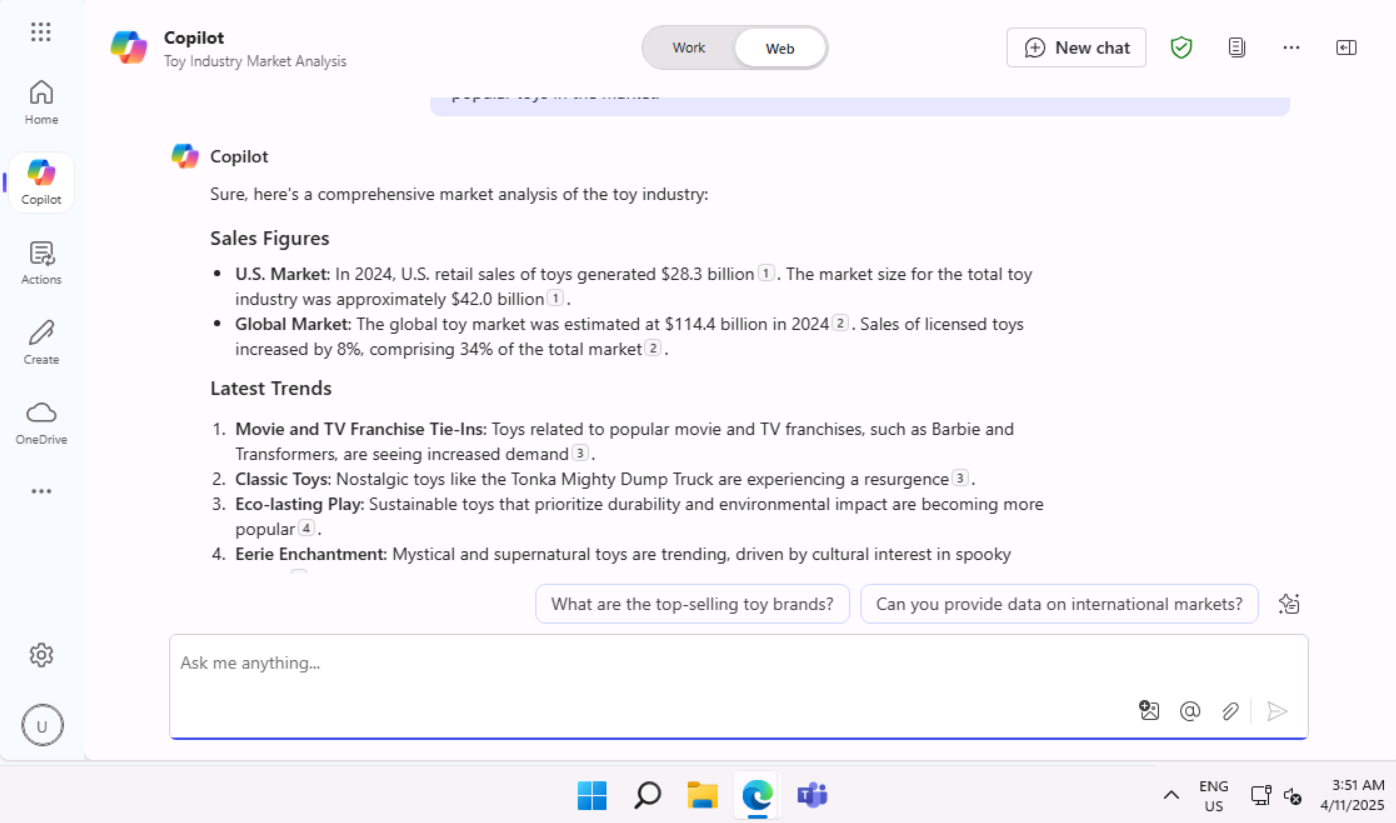 Copilot
Toy Industry Market Analysis
Work
Web
New chat
Home
Copilot
Actions
Create
OneDrive
U
popular toys in the market.
Copilot
Sure, here's a comprehensive market analysis of the toy industry:
Sales Figures
• U.S. Market: In 2024, U.S. retail sales of toys generated $28.3 billion 1. The market size for the total toy
industry was approximately $42.0 billion 1.
• Global Market: The global toy market was estimated at $114.4 billion in 2024 2. Sales of licensed toys
increased by 8%, comprising 34% of the total market 2.
Latest Trends
1. Movie and TV Franchise Tie-Ins: Toys related to popular movie and TV franchises, such as Barbie and
Transformers, are seeing increased demand 3.
2. Classic Toys: Nostalgic toys like the Tonka Mighty Dump Truck are experiencing a resurgence 3.
3. Eco-lasting Play: Sustainable toys that prioritize durability and environmental impact are becoming more
popular 4.
4. Eerie Enchantment: Mystical and supernatural toys are trending, driven by cultural interest in spooky
What are the top-selling toy brands?
Can you provide data on international markets?
Ask me anything...
ENG
US
3:51 AM
4/11/2025